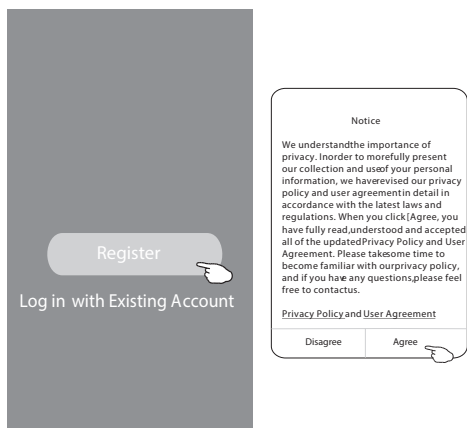 Register
Log in with Existing Account
Notice
We understandthe importance of
privacy. Inorder to morefully present
our collection and useof your personal
information, we haverevised our privacy
policy and user agreementin detail in
accordance with the latest laws and
regulations. When you click[Agree, you
have fully read,understood and accepted
all of the updatedPrivacy Policy and User
Agreement. Please takesome time to
become familiar with ourprivacy policy,
and if you have any questions,please feel
free to contactus.
Privacy Policy and User Agreement
Disagree
Agree